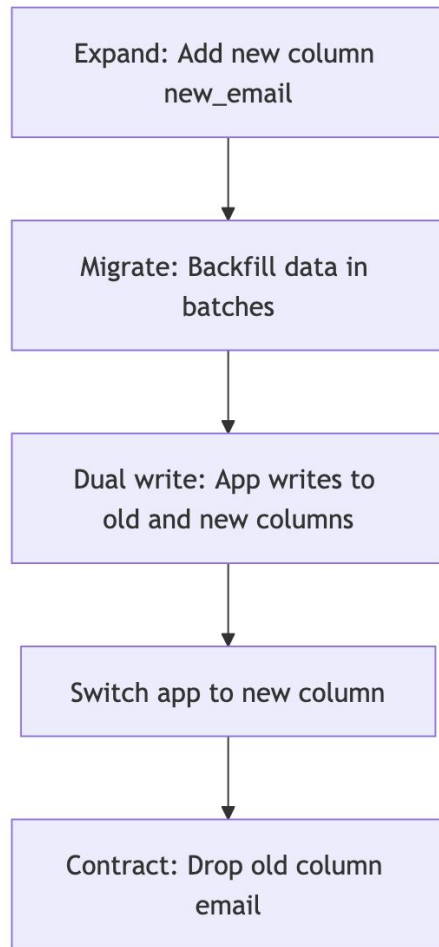 Expand: Add new column
new_email
Migrate: Backfill data in
batches
Dual write: App writes to
old and new columns
Switch app to new column
Contract: Drop old column
email